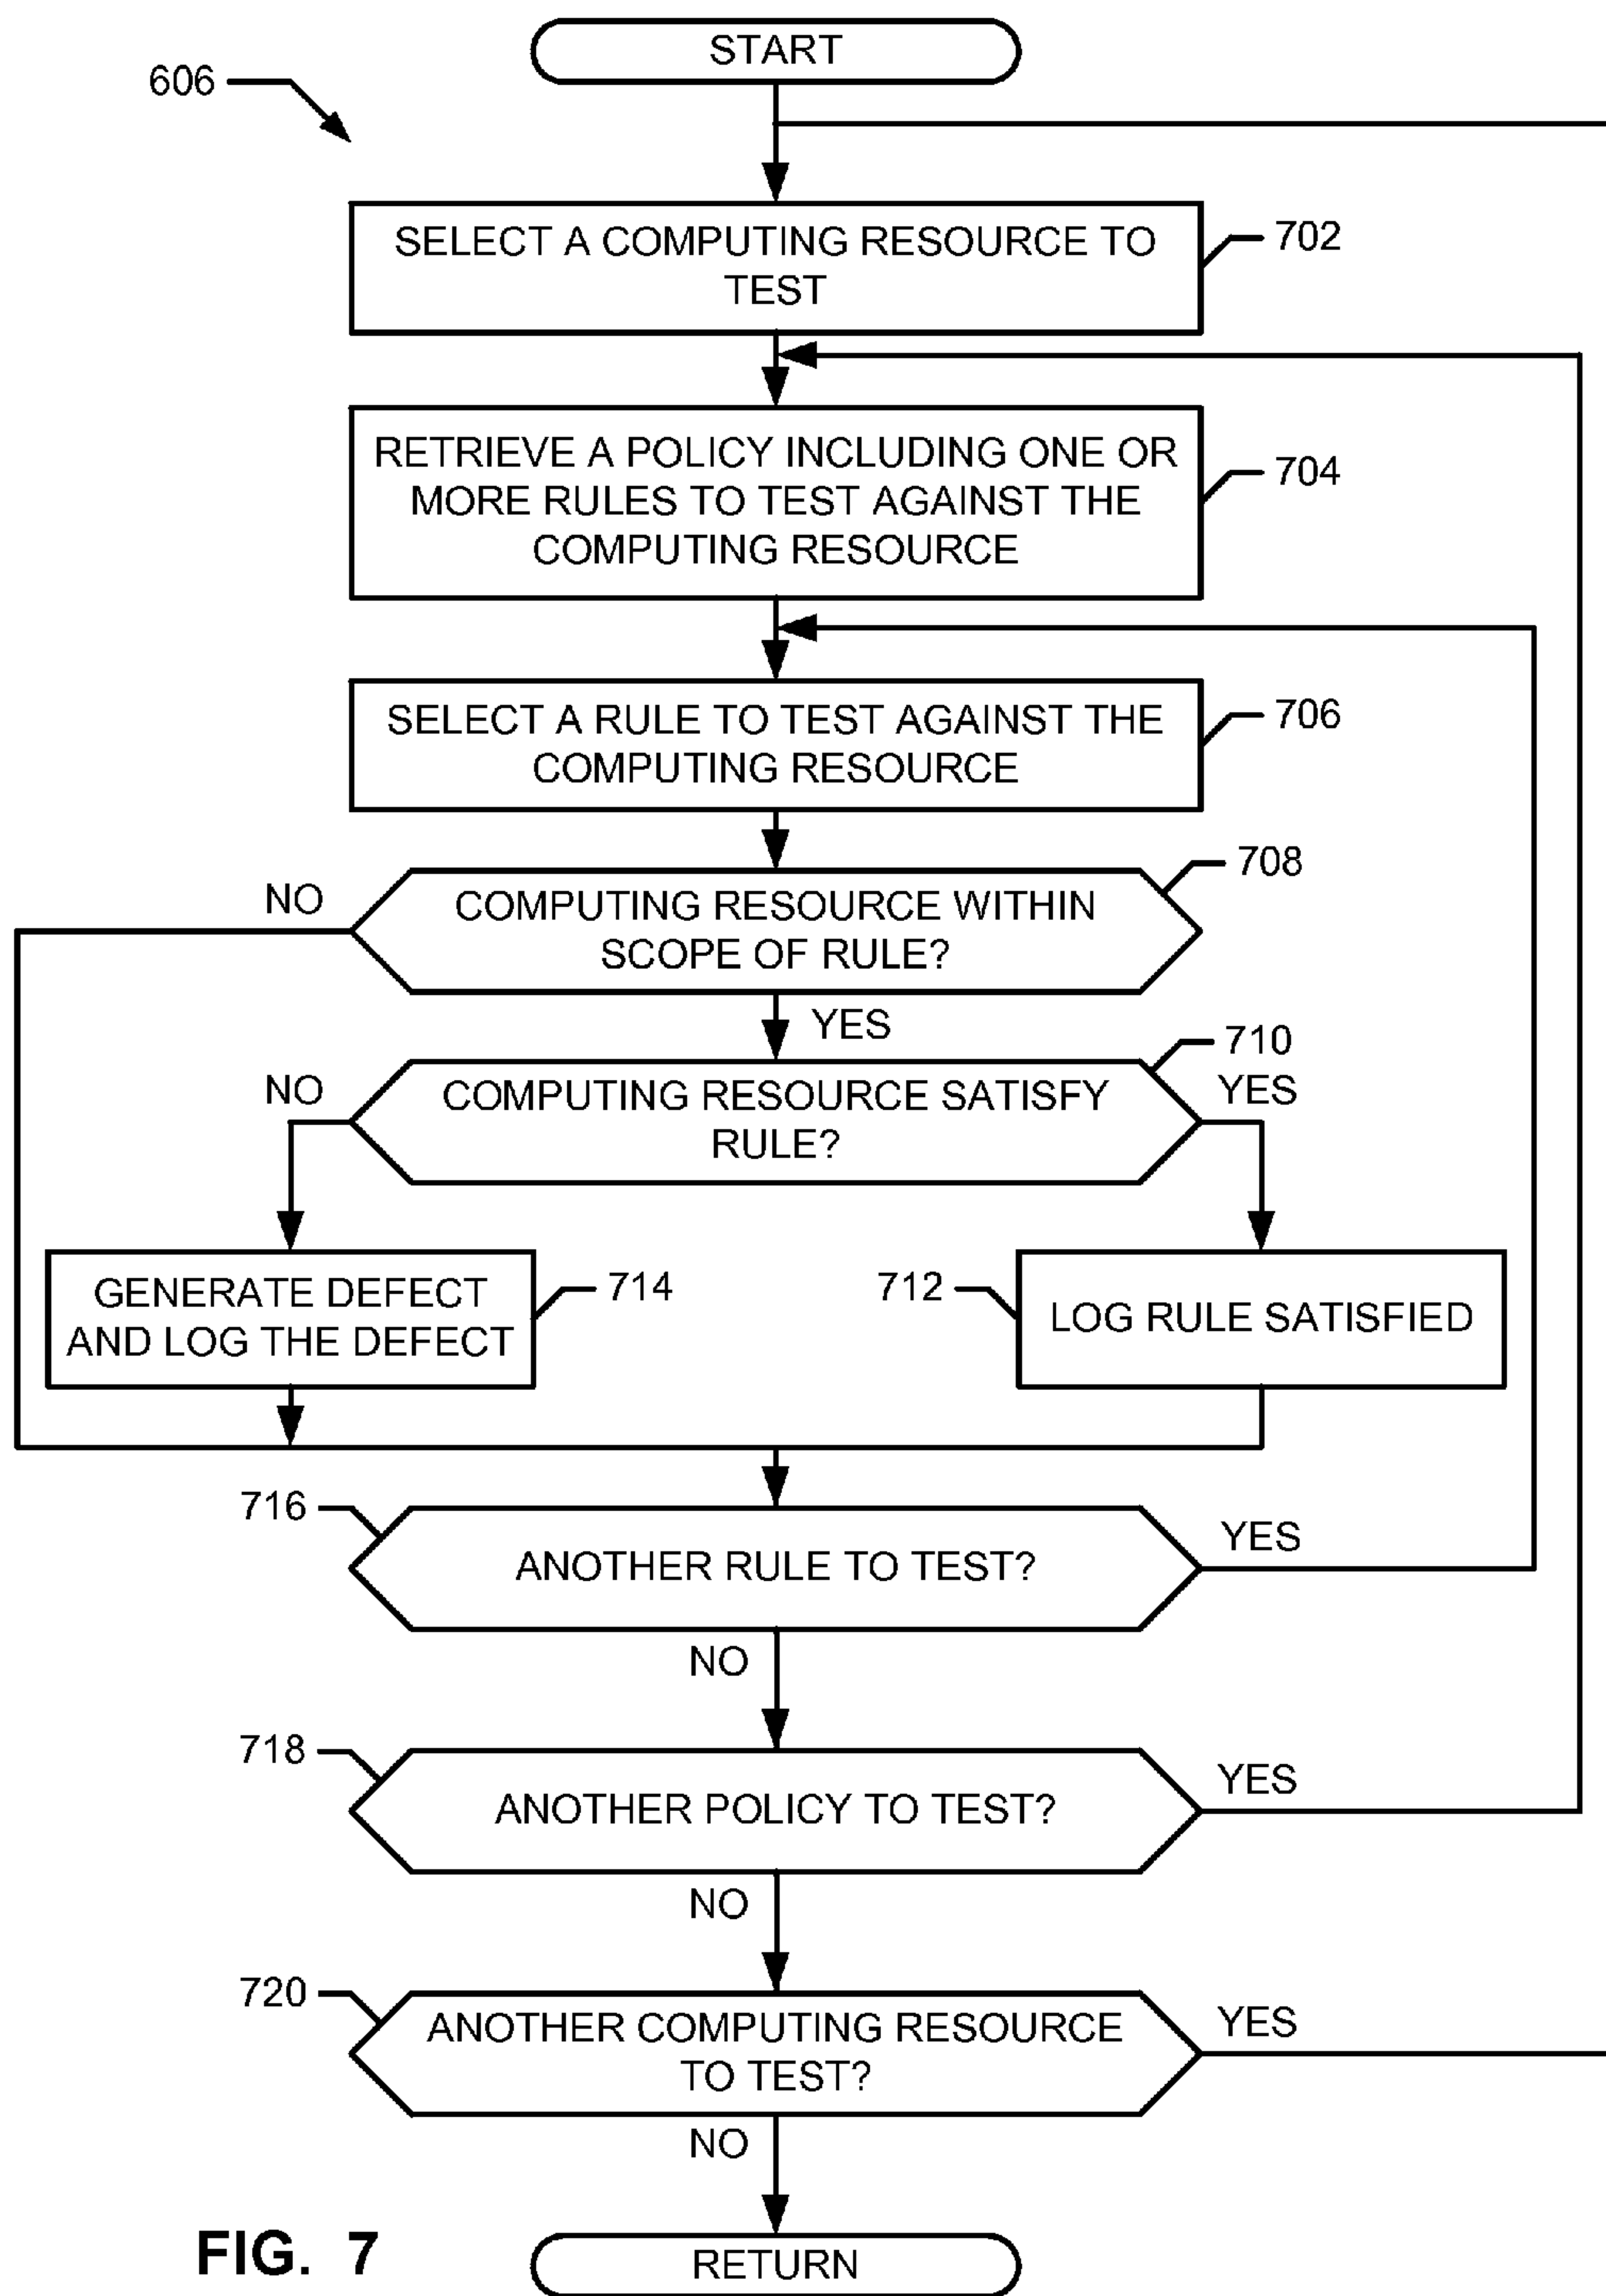 START
606
SELECT A COMPUTING RESOURCE TO
TEST
702
RETRIEVE A POLICY INCLUDING ONE OR
MORE RULES TO TEST AGAINST THE
COMPUTING RESOURCE
704
SELECT A RULE TO TEST AGAINST THE
COMPUTING RESOURCE
706
708
NO
COMPUTING RESOURCE WITHIN
SCOPE OF RULE?
YES
710
NO
COMPUTING RESOURCE SATISFY
RULE?
YES
GENERATE DEFECT
AND LOG THE DEFECT
714
712
LOG RULE SATISFIED
716
ANOTHER RULE TO TEST?
YES
NO
718
ANOTHER POLICY TO TEST?
YES
NO
720
ANOTHER COMPUTING RESOURCE
TO TEST?
YES
NO
FIG. 7
RETURN